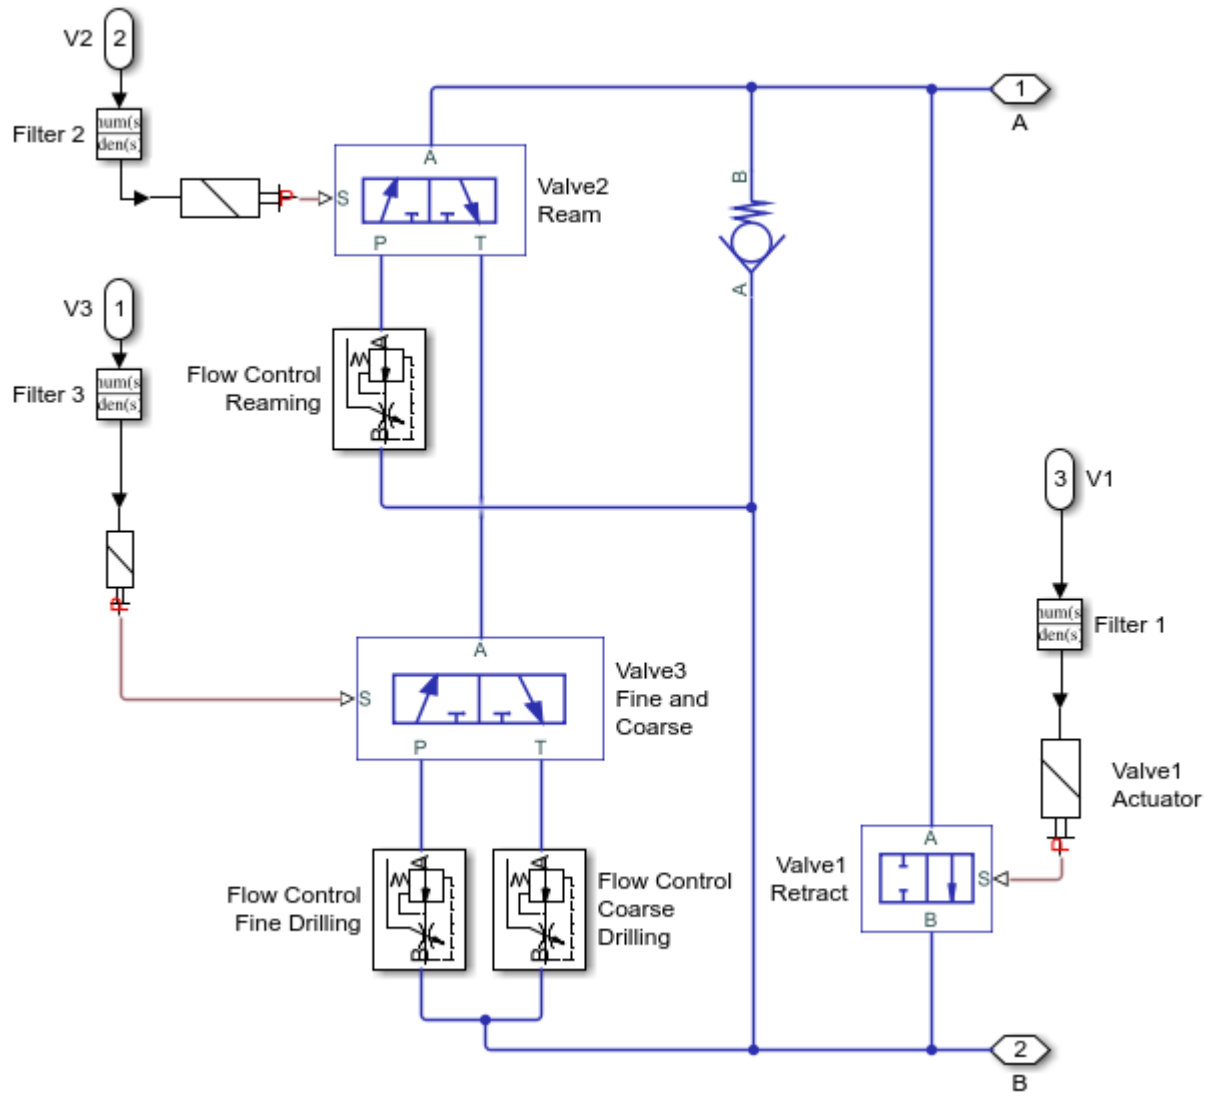 V2
2
num(s
den(s)
Filter 2
P
S
A
P
T
Valve2
Ream
1
A
B
A
V3
1
num(s
den(s)
Filter 3
Flow Control
Reaming
A
B
P
S
A
P
T
Valve3
Fine and
Coarse
3
V1
num(s
den(s)
Filter 1
Valve1
Actuator
P
Valve1
Retract
A
S
B
Flow Control
Fine Drilling
A
B
A
B
Flow Control
Coarse
Drilling
2
B